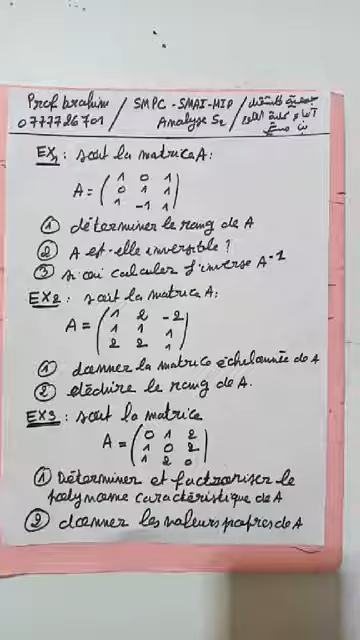 Prof brahim / SMPC - SMAI - MIP / جمعية
0777726701 / Analyse S2 /
EX1: soit la matrice A:
A = ( 1 0 1
0 1 1
1 -1 1 )
① déterminer le rang de A
② A est-elle inversible?
③ si oui calculer l'inverse A-1
EX2: soit la matrice A:
A = ( 1 2 -2
1 1 1
2 2 1 )
① donner la matrice échelonnée de A
② déduire le rang de A.
EX3: soit la matrice
A = ( 0 1 2
1 0 2
1 2 0 )
① Déterminer et factoriser le
polynome caractéristique de A
② donner les valeurs propres de A